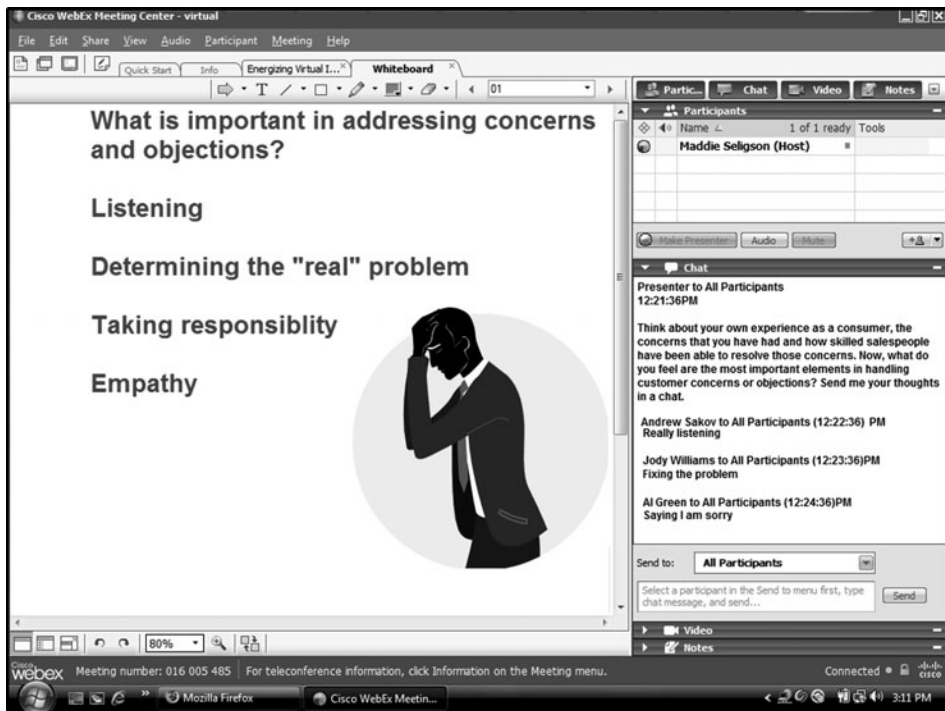 Cisco WebEx Meeting Center - virtual
File Edit Share View Audio Participant Meeting Help
Quick Start Info Energizing Virtual I... Whiteboard
T 01
What is important in addressing concerns
and objections?
Listening
Determining the "real" problem
Taking responsiblity
Empathy
80%
Partic... Chat Video Notes
Participants
Name 1 of 1 ready Tools
Maddie Seligson (Host)
Make Presenter Audio Mute
Chat
Presenter to All Participants
12:21:36PM
Think about your own experience as a consumer, the
concerns that you have had and how skilled salespeople
have been able to resolve those concerns. Now, what do
you feel are the most important elements in handling
customer concerns or objections? Send me your thoughts
in a chat.
Andrew Sakov to All Participants (12:22:36) PM
Really listening
Jody Williams to All Participants (12:23:36)PM
Fixing the problem
Al Green to All Participants (12:24:36)PM
Saying I am sorry
Send to: All Participants
Select a participant in the Send to menu first, type
chat message, and send...
Send
Video
Notes
Cisco webex Meeting number: 016 005 485 For teleconference information, click Information on the Meeting menu. Connected cisco
Mozilla Firefox Cisco WebEx Meetin... 3:11 PM